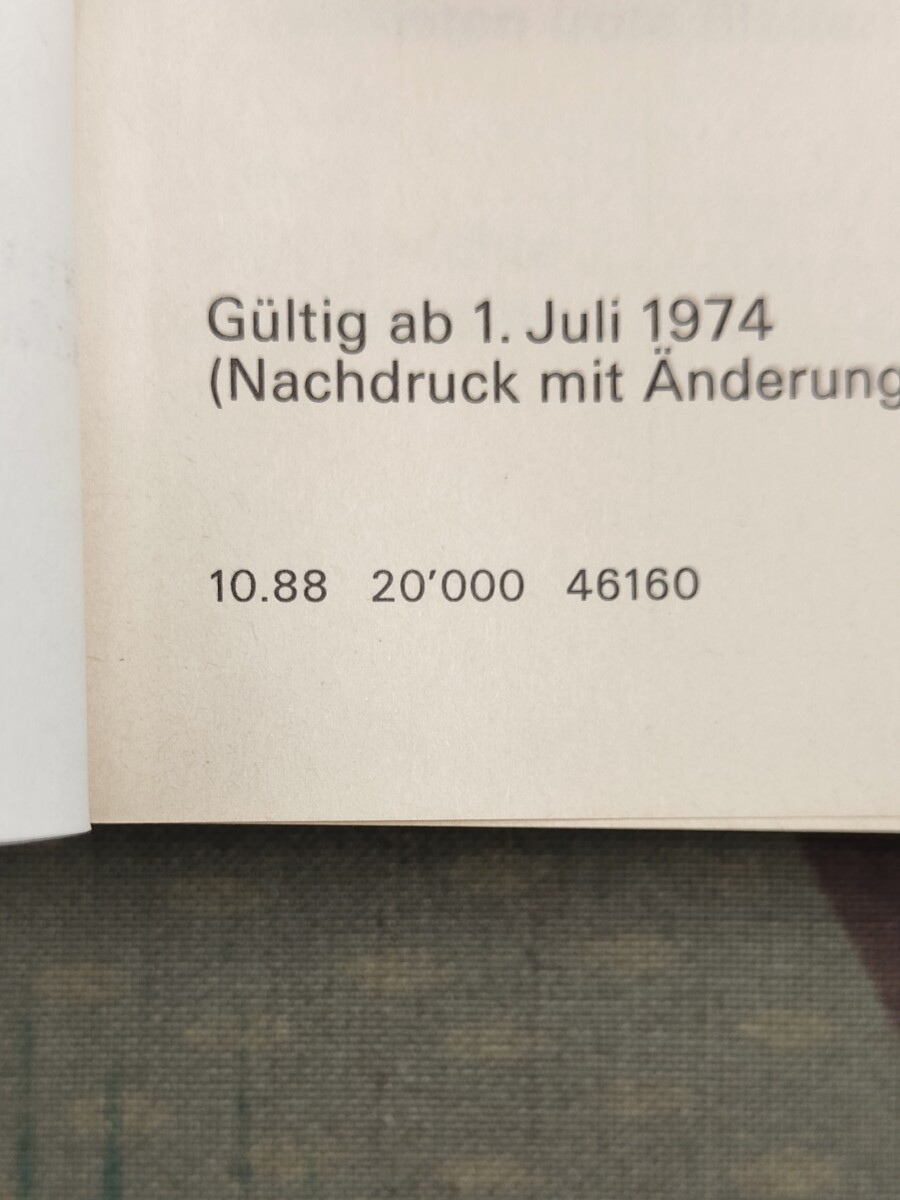 Gültig ab 1. Juli 1974
(Nachdruck mit Änderung
10.88 20’000 46160